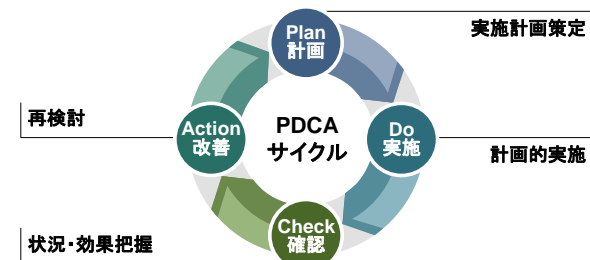 Plan
計画
実施計画策定
再検討
Action
改善
PDCA
サイクル
Do
実施
計画的実施
Check
確認
状況・効果把握